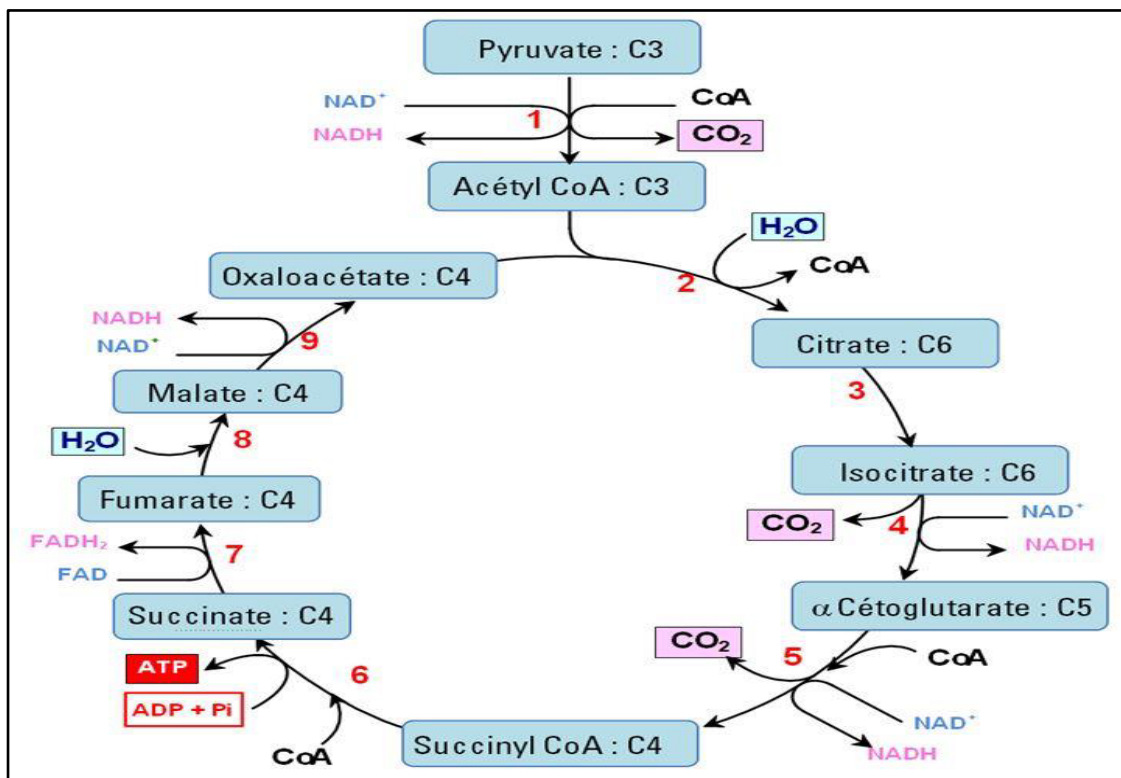 Pyruvate : C3
NAD⁺
CoA
1
NADH
CO₂
Acétyl CoA : C3
H₂O
Oxaloacétate : C4
CoA
2
NADH
NAD⁺
9
Citrate : C6
Malate : C4
3
H₂O
8
Isocitrate : C6
Fumarate : C4
CO₂
4
NAD⁺
NADH
FADH₂
7
FAD
Succinate : C4
α Cétoglutarate : C5
CO₂
5
CoA
ATP
6
ADP + Pi
NAD⁺
CoA
Succinyl CoA : C4
NADH